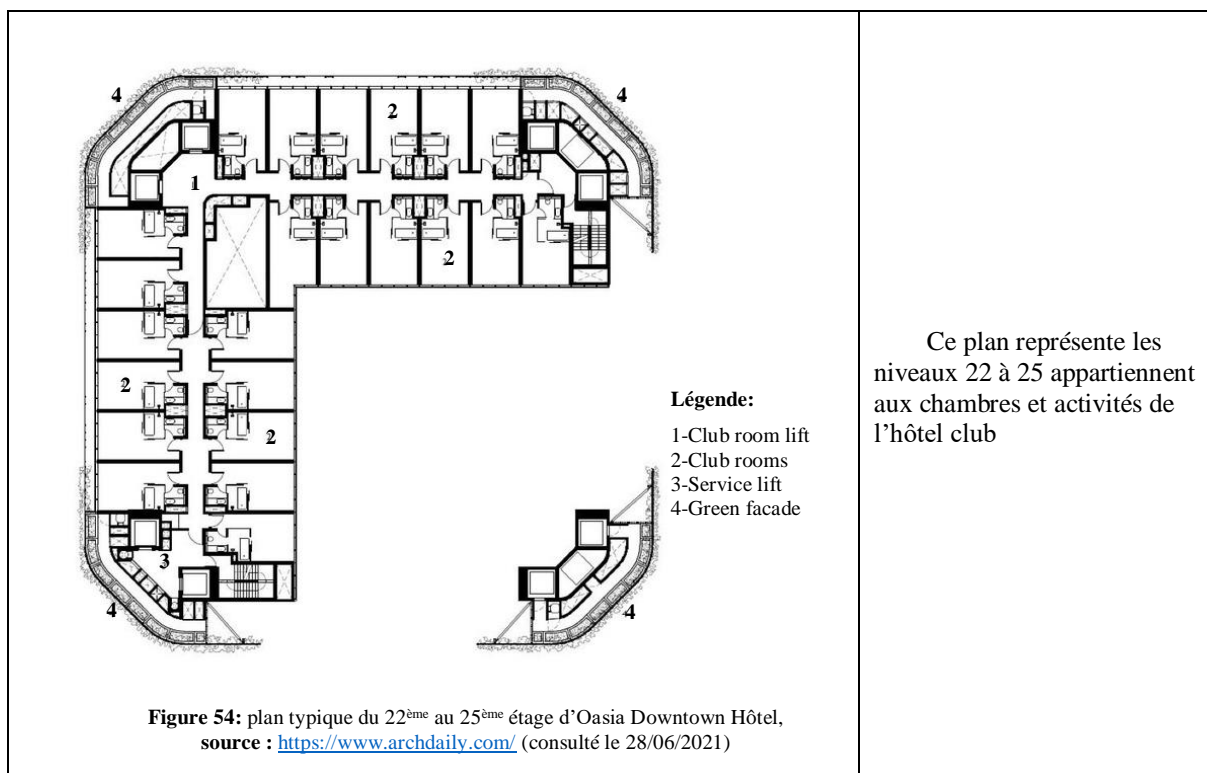 4
4
2
1
2
2
2
3
4
4
Légende:
1-Club room lift
2-Club rooms
3-Service lift
4-Green facade
Figure 54: plan typique du 22ème au 25ème étage d’Oasia Downtown Hôtel,
source : https://www.archdaily.com/ (consulté le 28/06/2021)
Ce plan représente les
niveaux 22 à 25 appartiennent
aux chambres et activités de
l’hôtel club